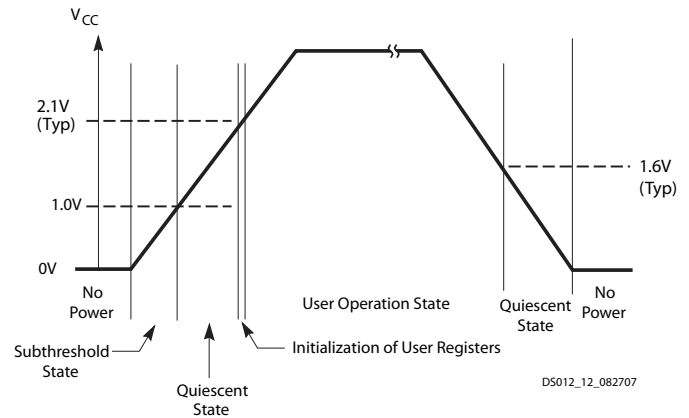 V CC
2.1V
(Typ)
1.0V
0V
1.6V
(Typ)
No
Power
User Operation State
Quiescent
State
No
Power
Subthreshold
State
Initialization of User Registers
Quiescent
State
DS012_12_082707